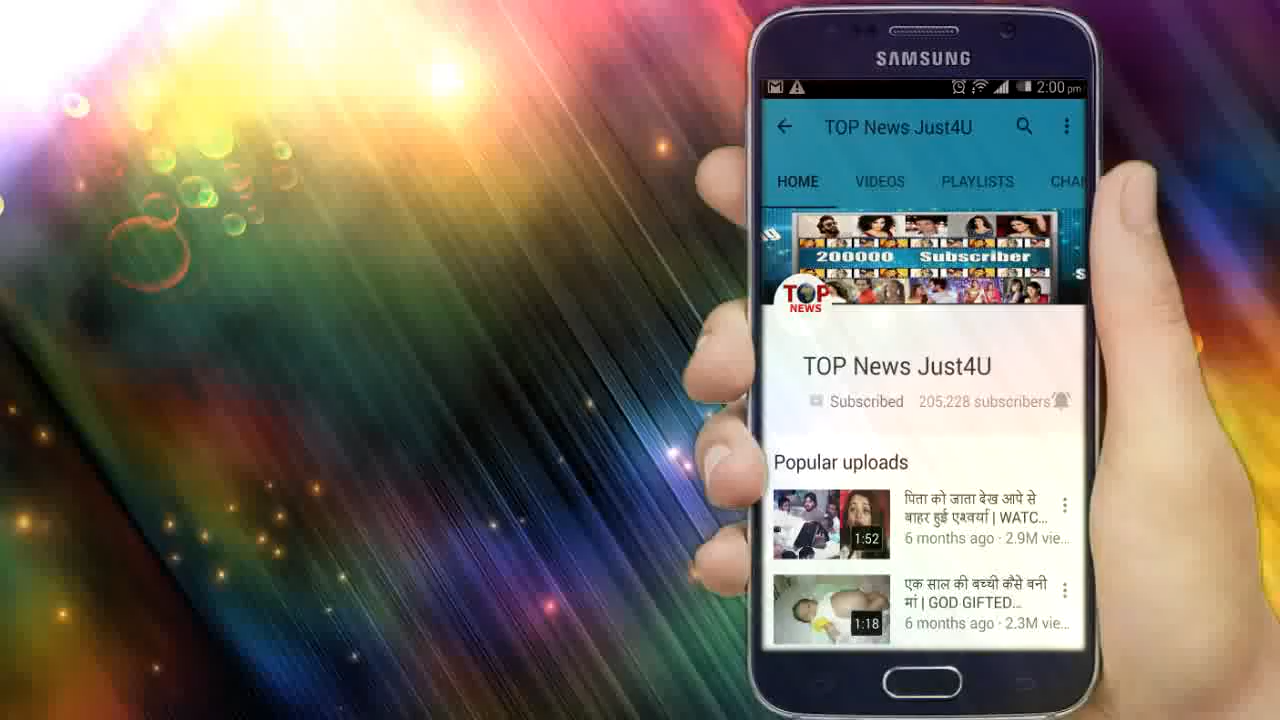 SAMSUNG
2:00 pm
TOP News Just4U
HOME VIDEOS PLAYLISTS CHA
200000 Subscriber
TOP
NEWS
TOP News Just4U
Subscribed 205,228 subscribers
Popular uploads
पिता को जाता देख आपे से
बाहर हुई एश्वर्या | WATC...
1:52
6 months ago · 2.9M vie...
एक साल की बच्ची कैसे बनी
मां | GOD GIFTED...
1:18
6 months ago · 2.3M vie...